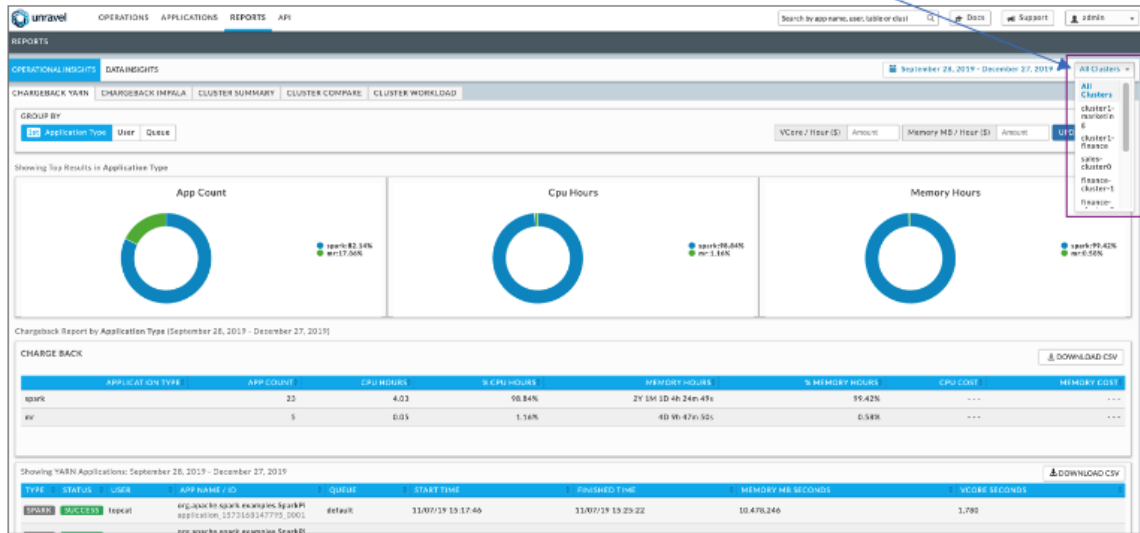 unravel OPERATIONS APPLICATIONS REPORTS API Search by app name, user, table or clust Docs Support admin
REPORTS
OPERATIONAL INSIGHTS DATA INSIGHTS September 28, 2019 - December 27, 2019 All Clusters
CHARGEBACK YARN CHARGEBACK IMPALA CLUSTER SUMMARY CLUSTER COMPARE CLUSTER WORKLOAD
All
Clusters
cluster1-
marketin
g
cluster1-
finance
sales-
cluster0
finance-
cluster-1
finance-
GROUP BY
1st Application Type User Queue VCore / Hour ($) Amount Memory MB / Hour ($) Amount UPD
Showing Top Results in Application Type
App Count Cpu Hours Memory Hours
spark:82.14% spark:98.84% spark:99.42%
mr:17.86% mr:1.16% mr:0.58%
Chargeback Report by Application Type (September 28, 2019 - December 27, 2019)
CHARGE BACK DOWNLOAD CSV
APPLICATION TYPE APP COUNT CPU HOURS % CPU HOURS MEMORY HOURS % MEMORY HOURS CPU COST MEMORY COST
spark 23 4.03 98.84% 2Y 1M 1D 4h 24m 49s 99.42% --- ---
mr 5 0.05 1.16% 4D 9h 47m 50s 0.58% --- ---
Showing YARN Applications: September 28, 2019 - December 27, 2019 DOWNLOAD CSV
TYPE STATUS USER APP NAME / ID QUEUE START TIME FINISHED TIME MEMORY MB SECONDS VCORE SECONDS
SPARK SUCCESS topcat org.apache.spark.examples.SparkPi default 11/07/19 15:17:46 11/07/19 15:25:22 10,478,246 1,780
application_1573168147795_0001
org.apache.spark.examples.SparkPi